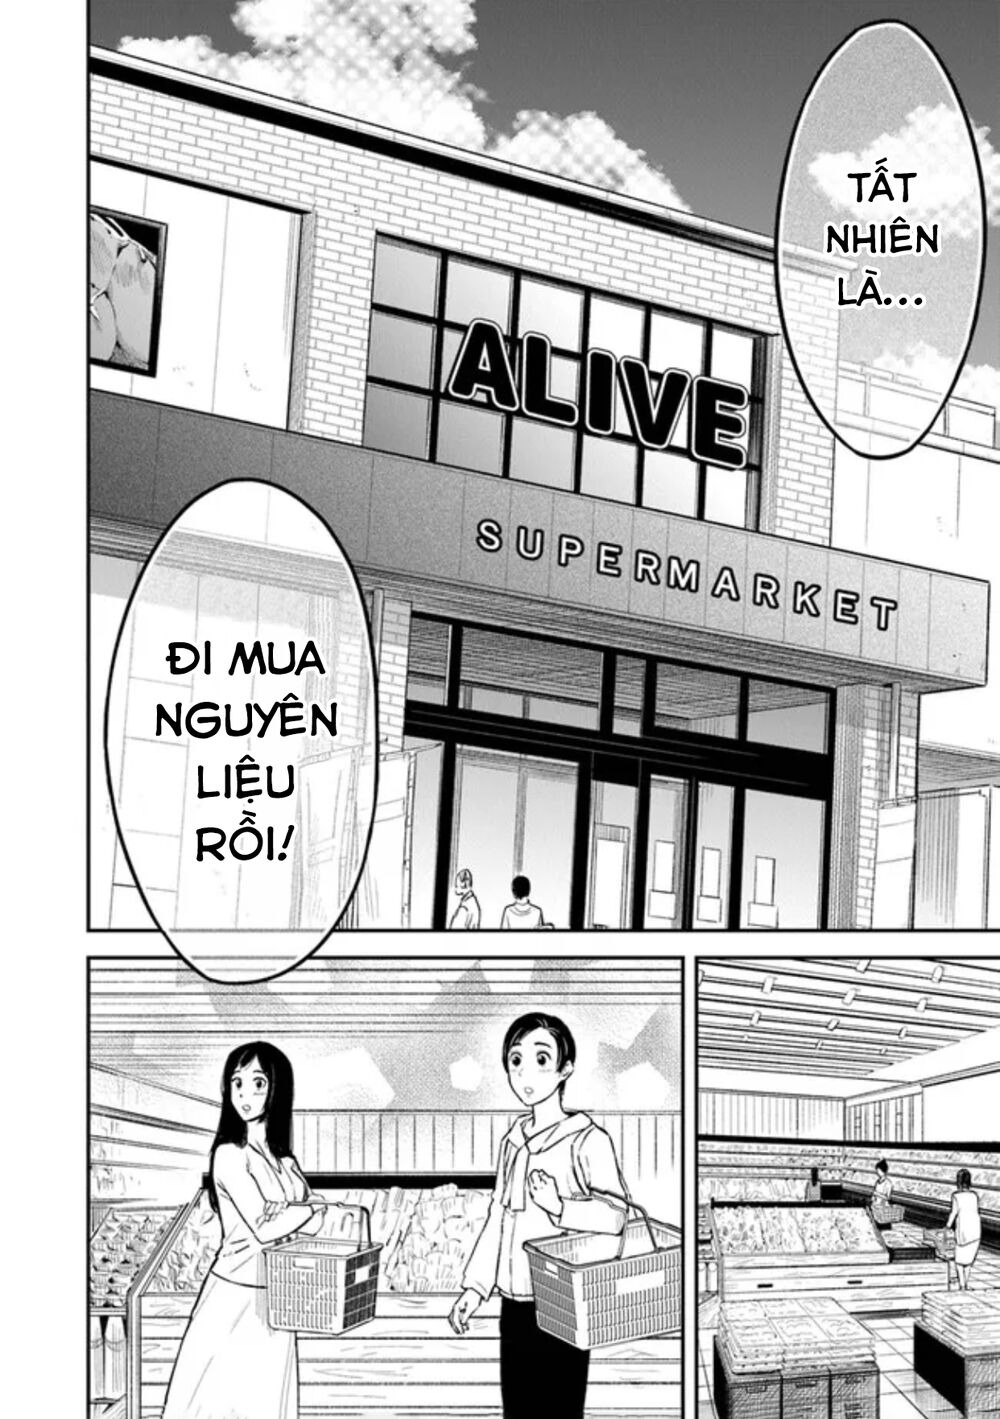 TẤT
NHIÊN
LÀ...
ALIVE
SUPERMARKET
ĐI MUA
NGUYÊN
LIỆU
RỒI!